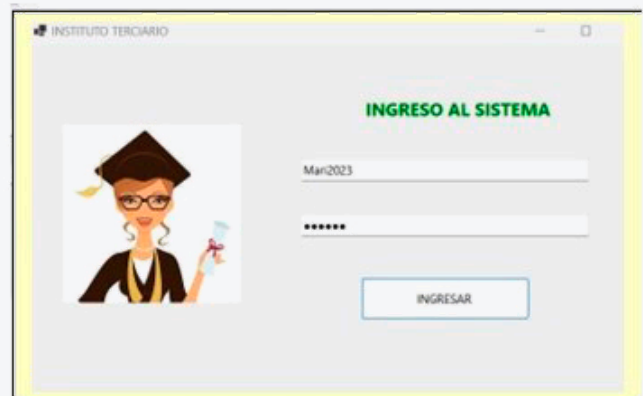 INSTITUTO TERCIARIO
INGRESO AL SISTEMA
Mari2023
••••••
INGRESAR